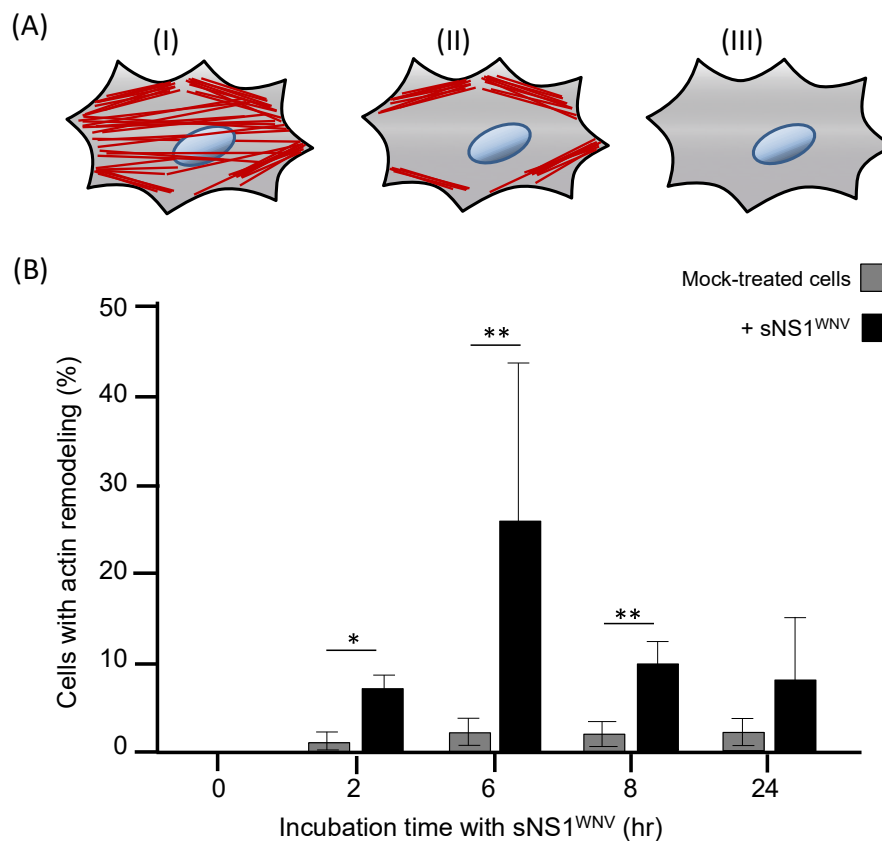 (A)
(I) (II) (III)
(B)
Mock-treated cells
+ sNS1ᵂᴺⱽ
Cells with actin remodeling (%)
50
40
30
20
10
0
*
**
**
0 2 6 8 24
Incubation time with sNS1ᵂᴺⱽ (hr)